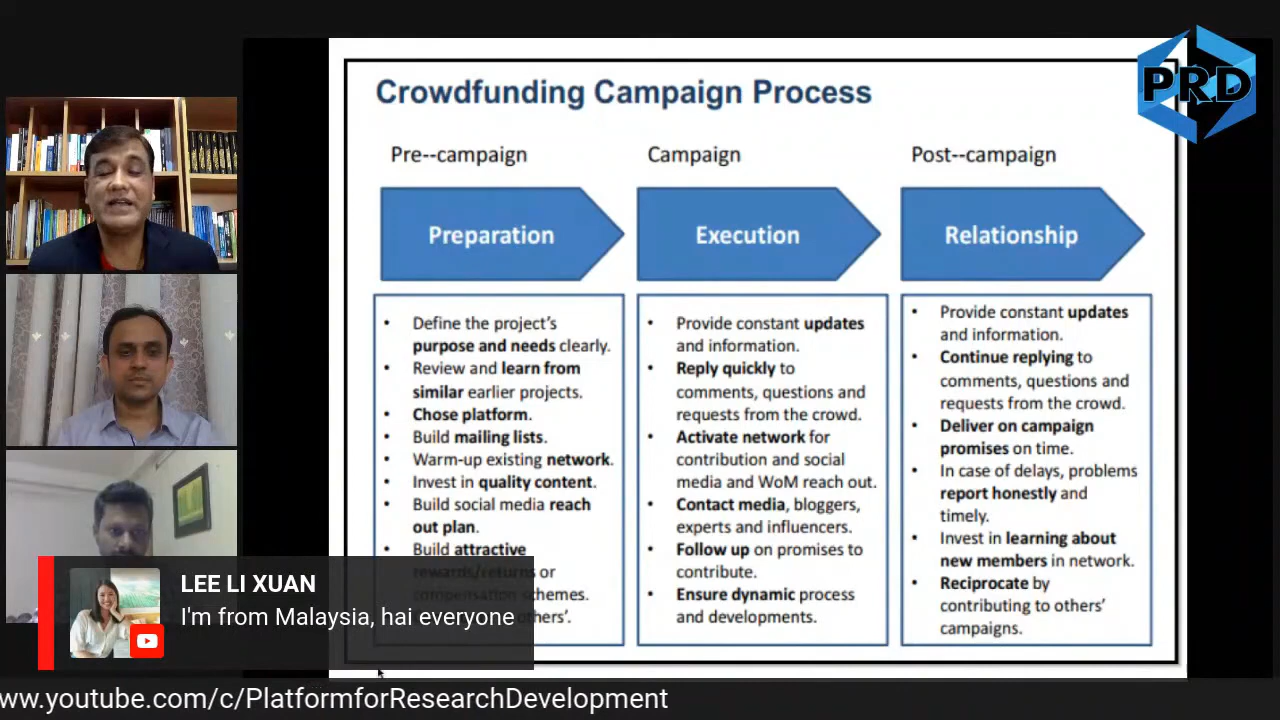 PRD
Crowdfunding Campaign Process
Pre--campaign
Preparation
• Define the project's
purpose and needs clearly.
• Review and learn from
similar earlier projects.
• Chose platform.
• Build mailing lists.
• Warm-up existing network.
• Invest in quality content.
• Build social media reach
out plan.
• Build attractive
rewards/returns or
compensation schemes.
others'.
Campaign
Execution
• Provide constant updates
and information.
• Reply quickly to
comments, questions and
requests from the crowd.
• Activate network for
contribution and social
media and WoM reach out.
• Contact media, bloggers,
experts and influencers.
• Follow up on promises to
contribute.
• Ensure dynamic process
and developments.
Post--campaign
Relationship
• Provide constant updates
and information.
• Continue replying to
comments, questions and
requests from the crowd.
• Deliver on campaign
promises on time.
• In case of delays, problems
report honestly and
timely.
• Invest in learning about
new members in network.
• Reciprocate by
contributing to others'
campaigns.
LEE LI XUAN
I'm from Malaysia, hai everyone
ww.youtube.com/c/PlatformforResearchDevelopment